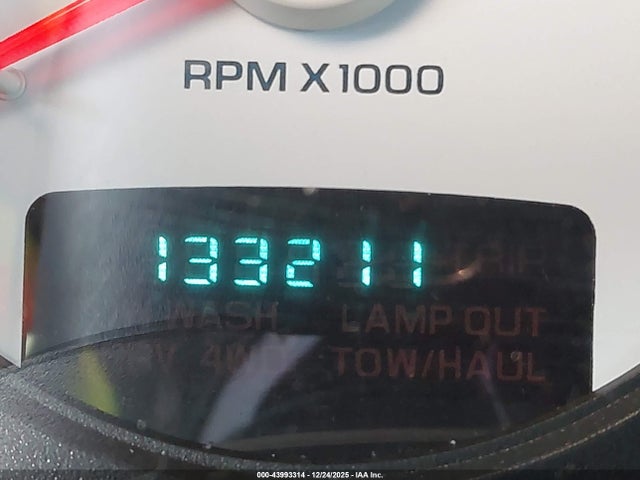 RPM X1000
133211
TRIP
WASH LAMP OUT
4WD TOW/HAUL
000-43993314 - 12/24/2025 - IAA Inc.